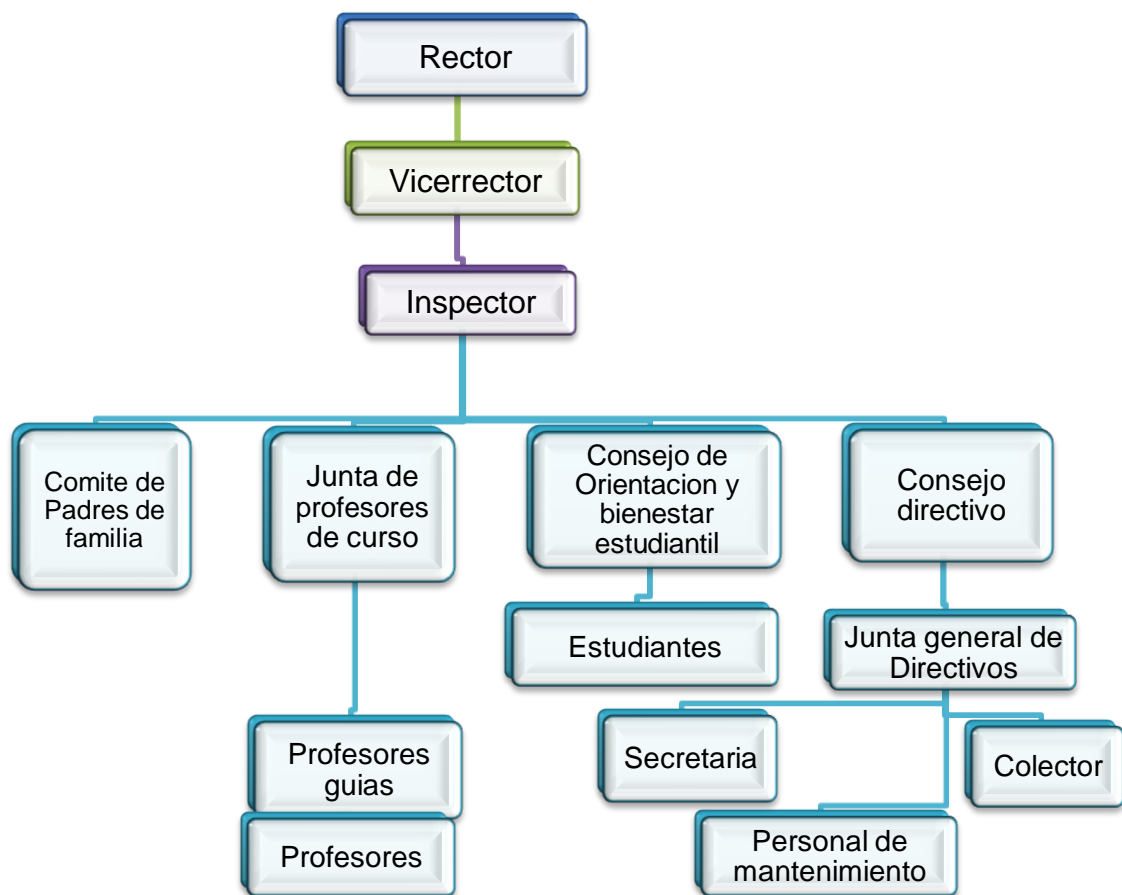 Rector
Vicerrector
Inspector
Comite de
Padres de
familia
Junta de
profesores
de curso
Consejo de
Orientacion y
bienestar
estudiantil
Consejo
directivo
Estudiantes
Junta general de
Directivos
Profesores
guias
Secretaria
Colector
Profesores
Personal de
mantenimiento